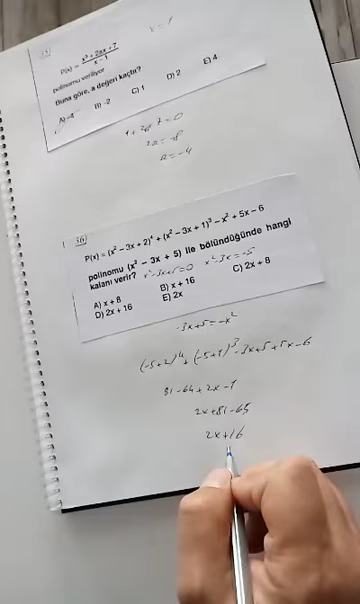 x = 1
15)
P(x) = x³ + 2ax + 7 / x − 1
polinomu veriliyor.
Buna göre, a değeri kaçtır?
A) -4 B) -2 C) 1 D) 2 E) 4
1 + 2a + 7 = 0
2a = -8
a = -4
16)
P(x) = (x² − 3x + 2)⁴ + (x² − 3x + 1)³ − x² + 5x − 6
polinomu (x² − 3x + 5) ile bölündüğünde hangi
kalanı verir? x² - 3x + 5 = 0 x² - 3x = -5
A) x + 8 B) x + 16 C) 2x + 8
D) 2x + 16 E) 2x
-3x + 5 = -x²
(-5+2)⁴ + (-5+1)³ - 3x + 5 + 5x - 6
81 - 64 + 2x - 1
2x + 81 - 65
2x + 16